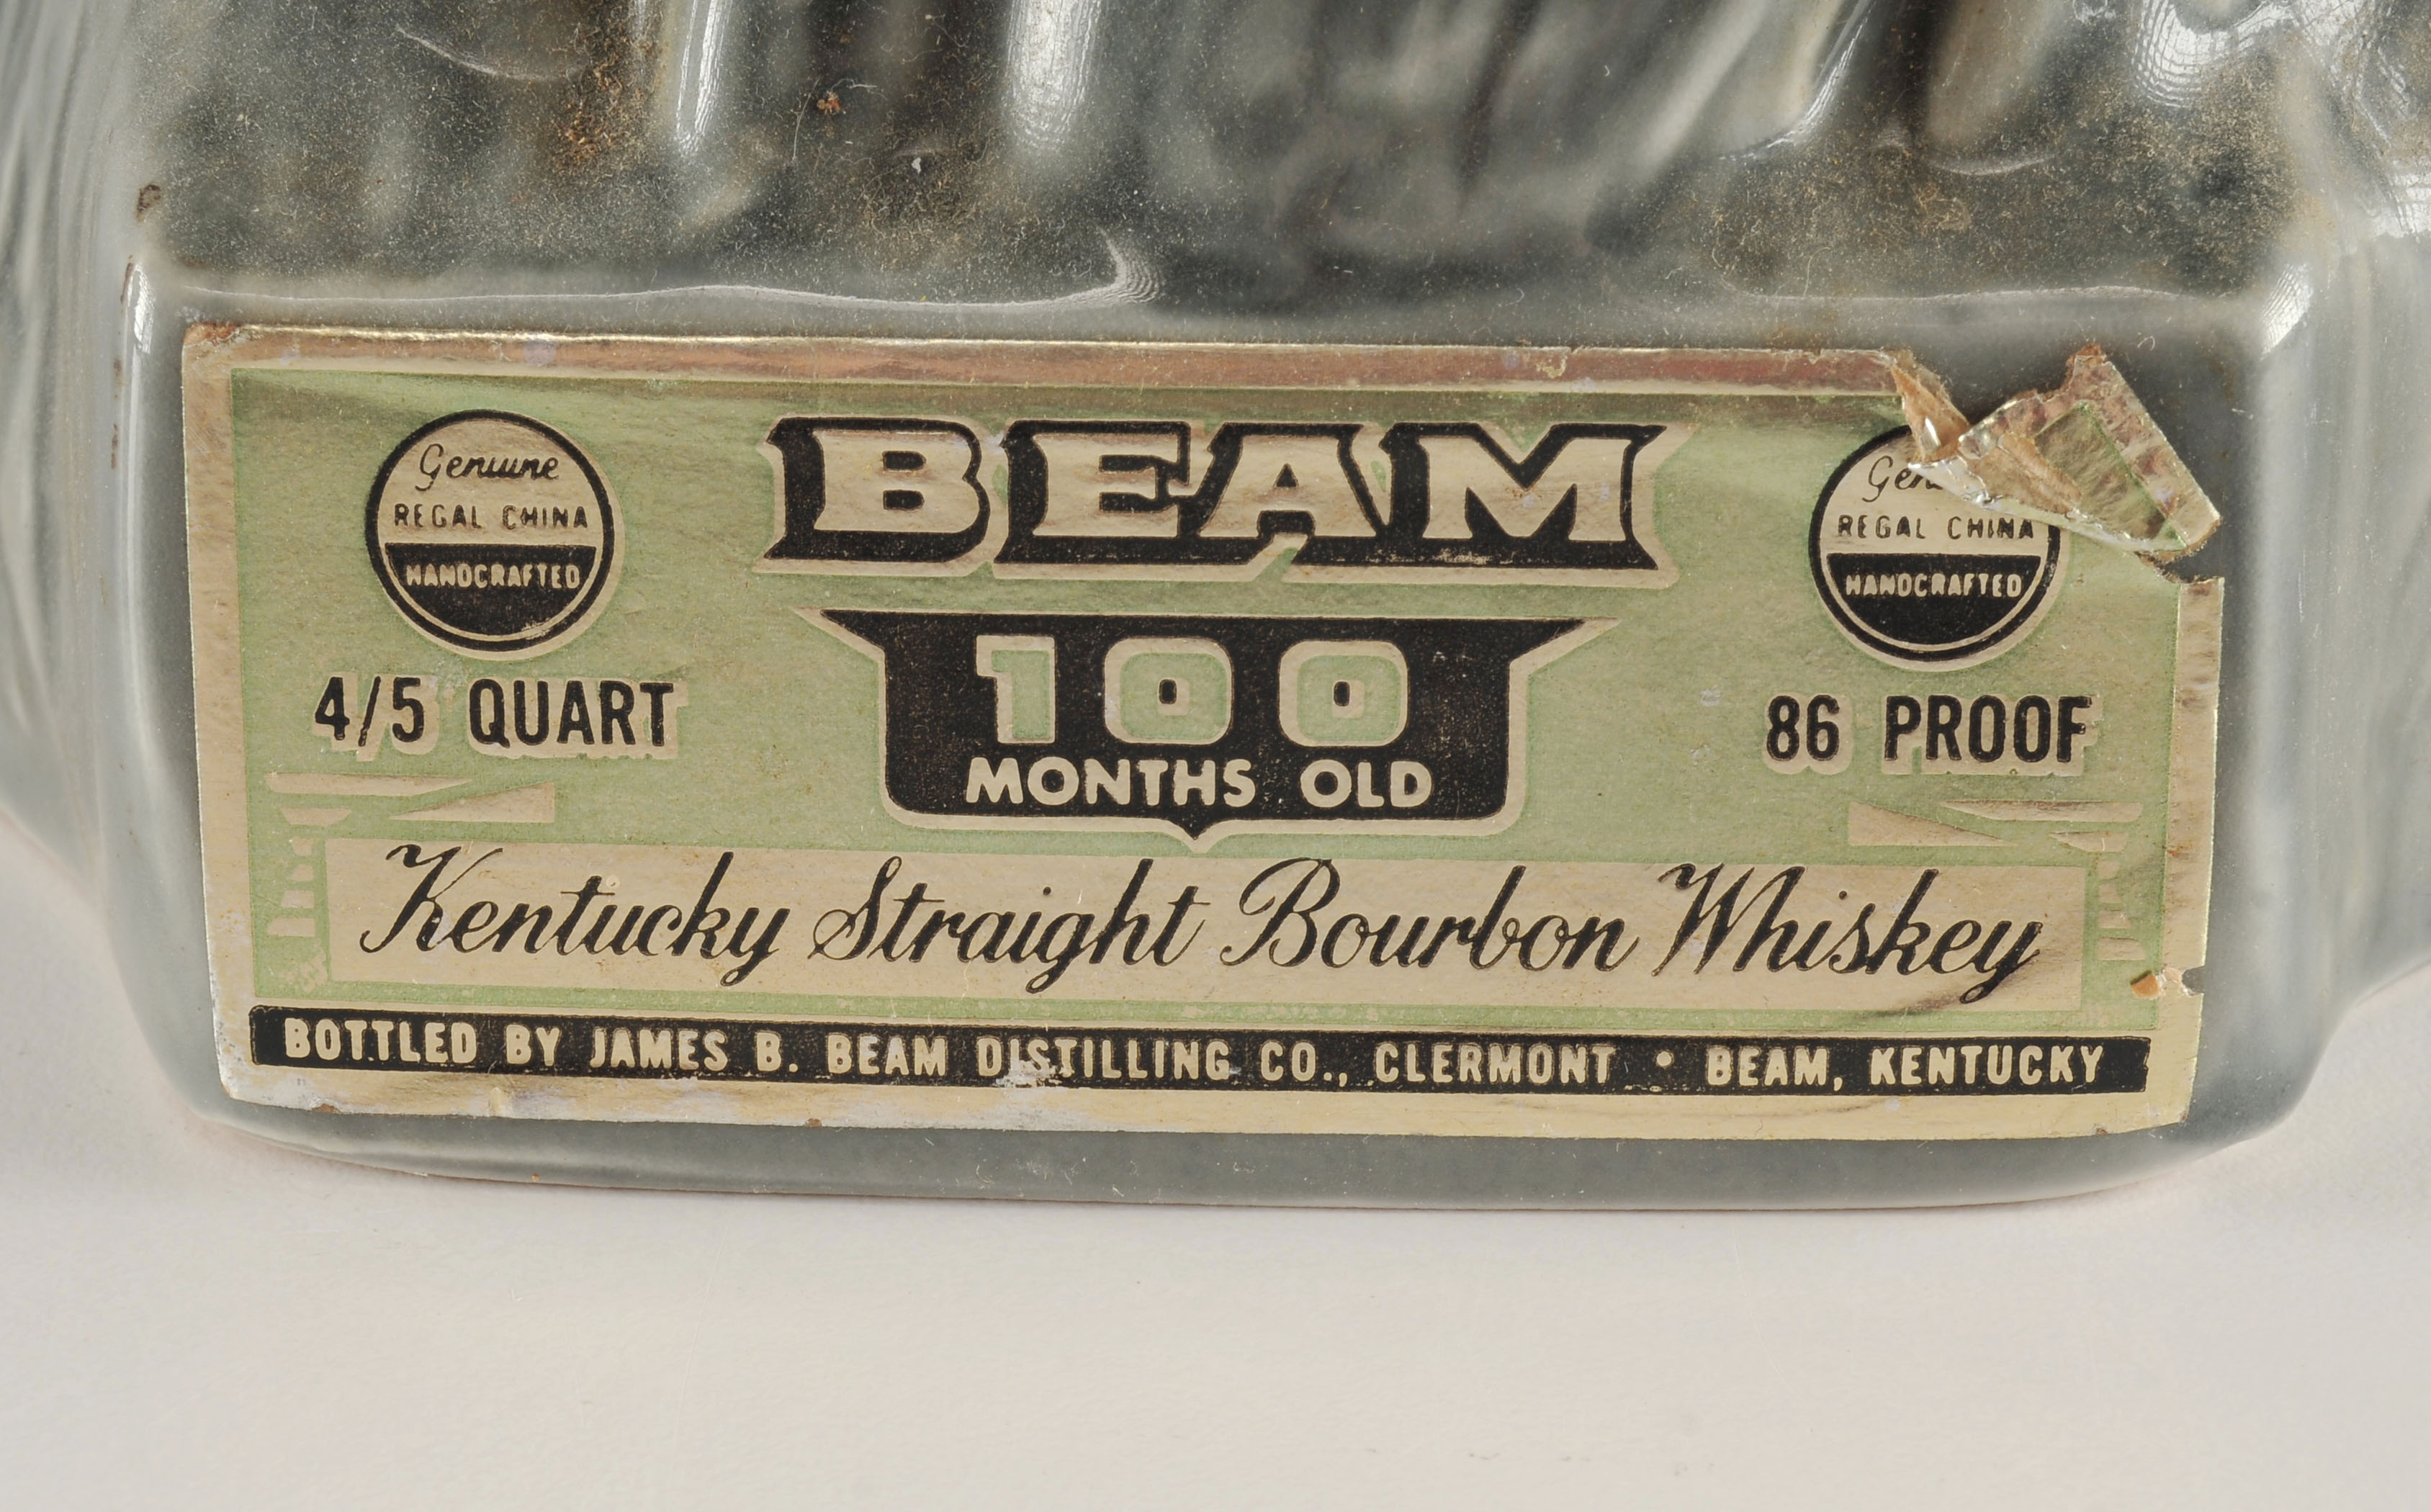 Genuine
REGAL CHINA
HANDCRAFTED
BEAM
REGAL CHINA
HANDCRAFTED
4/5 QUART
100
MONTHS OLD
86 PROOF
Kentucky Straight Bourbon Whiskey
BOTTLED BY JAMES B. BEAM DISTILLING CO., CLERMONT • BEAM, KENTUCKY